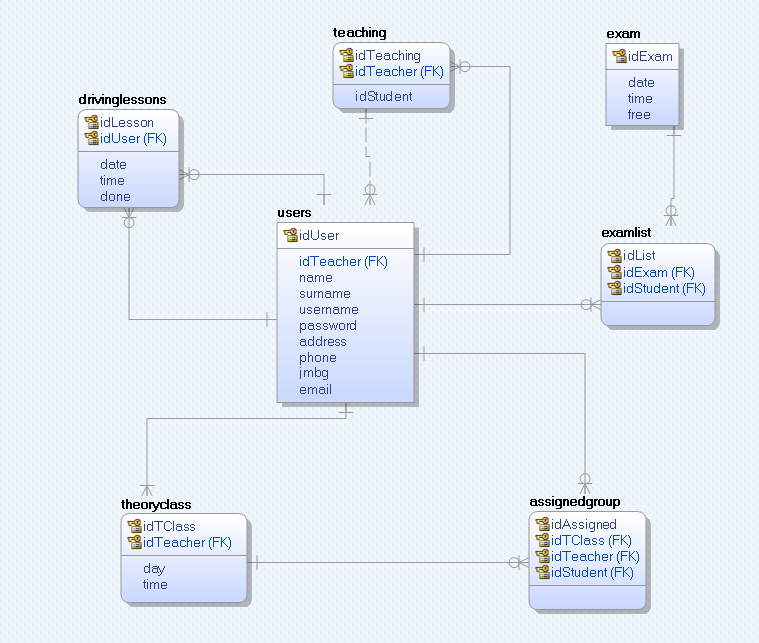 teaching
idTeaching
idTeacher (FK)
idStudent
exam
idExam
date
time
free
drivinglessons
idLesson
idUser (FK)
date
time
done
users
idUser
idTeacher (FK)
name
surname
username
password
address
phone
jmbg
email
examlist
idList
idExam (FK)
idStudent (FK)
theoryclass
idTClass
idTeacher (FK)
day
time
assignedgroup
idAssigned
idTClass (FK)
idTeacher (FK)
idStudent (FK)